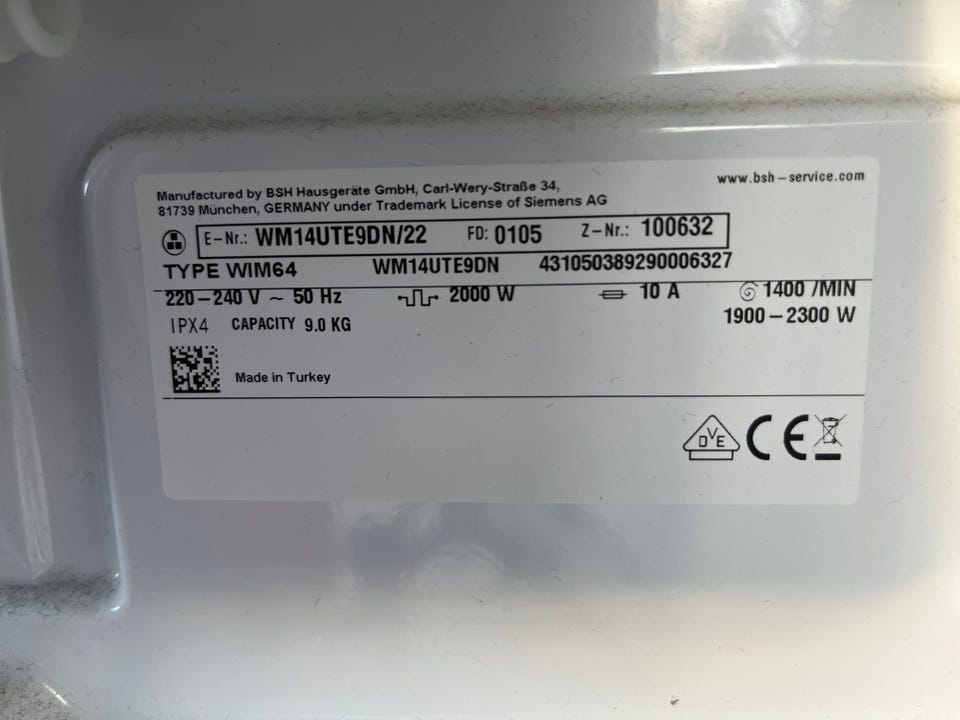 www.bsh-service.com
Manufactured by BSH Hausgeräte GmbH, Carl-Wery-Straße 34,
81739 München, GERMANY under Trademark License of Siemens AG
E-Nr.: WM14UTE9DN/22 FD: 0105 Z-Nr.: 100632
TYPE WIM64 WM14UTE9DN 431050389290006327
220-240 V ~ 50 Hz 2000 W 10 A 1400 /MIN
1900-2300 W
IPX4 CAPACITY 9.0 KG
Made in Turkey
DVE CE